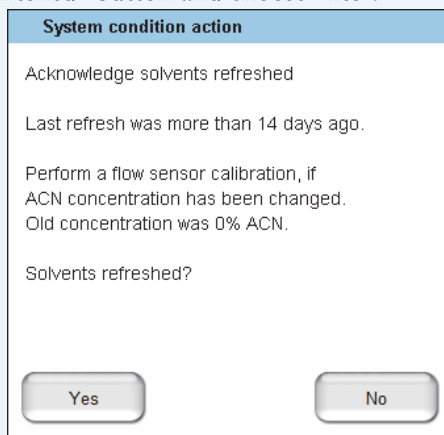 System condition action
Acknowledge solvents refreshed
Last refresh was more than 14 days ago.
Perform a flow sensor calibration, if
ACN concentration has been changed.
Old concentration was 0% ACN.
Solvents refreshed?
Yes
No